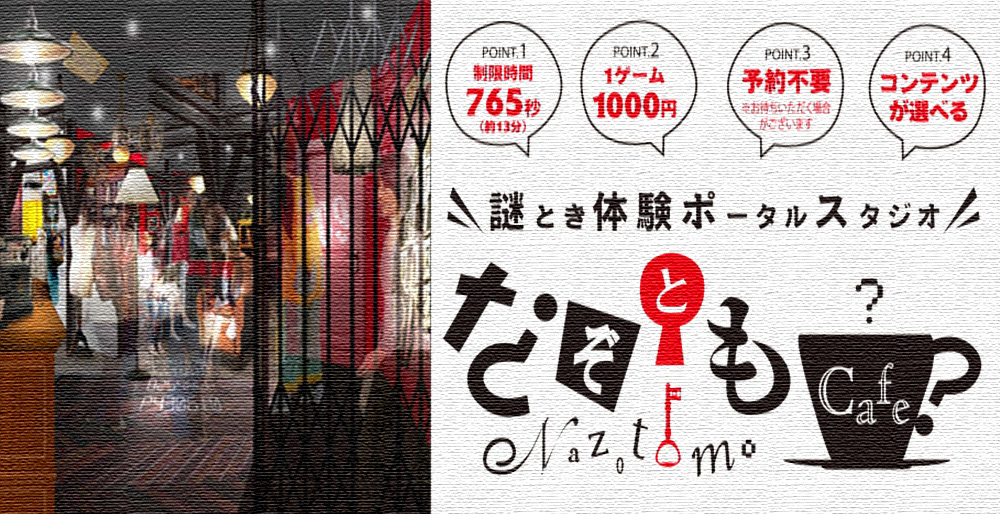 POINT.1
制限時間
765秒
(約13分)
POINT.2
1ゲーム
1000円
POINT.3
予約不要
※お待ちいただく場合
がございます
POINT.4
コンテンツ
が選べる
謎とき体験ポータルスタジオ
なぞとも
?
Cafe
Nazotomo